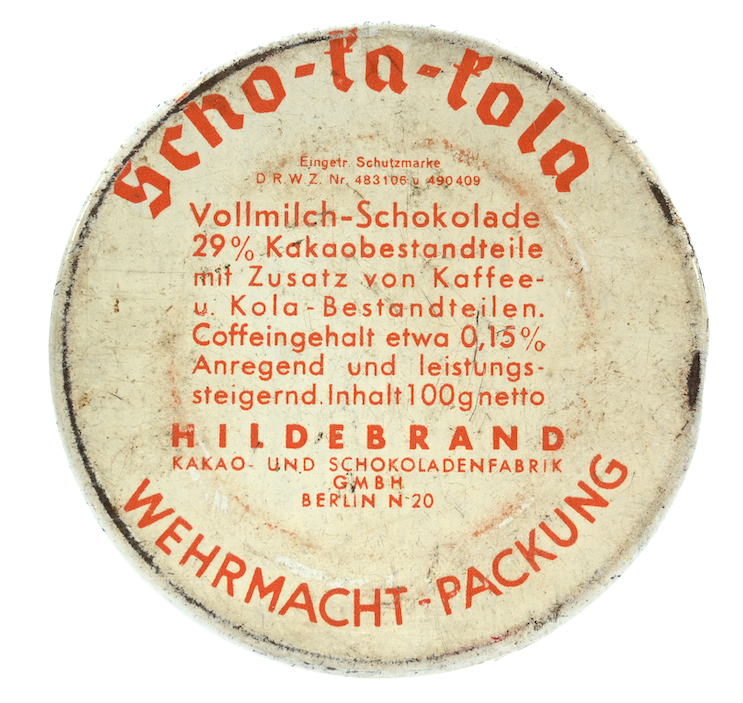 Scho-ka-kola
Eingetr. Schutzmarke
D.R.W.Z. Nr. 483106 u. 490409
Vollmilch-Schokolade
29% Kakaobestandteile
mit Zusatz von Kaffee-
u. Kola-Bestandteilen.
Coffeingehalt etwa 0,15%
Anregend und leistungs-
steigernd. Inhalt 100g netto
HILDEBRAND
KAKAO- UND SCHOKOLADENFABRIK
GMBH
BERLIN N 20
WEHRMACHT-PACKUNG